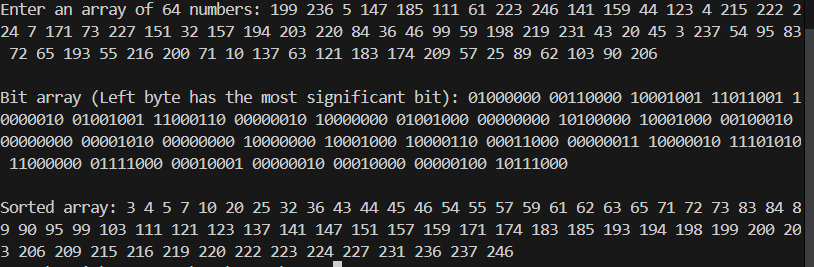 Enter an array of 64 numbers: 199 236 5 147 185 111 61 223 246 141 159 44 123 4 215 222 2
24 7 171 73 227 151 32 157 194 203 220 84 36 46 99 59 198 219 231 43 20 45 3 237 54 95 83
72 65 193 55 216 200 71 10 137 63 121 183 174 209 57 25 89 62 103 90 206
Bit array (Left byte has the most significant bit): 01000000 00110000 10001001 11011001 1
0000010 01001001 11000110 00000010 10000000 01001000 00000000 10100000 10001000 00100010
00000000 00001010 00000000 10000000 10001000 10000110 00011000 00000011 10000010 11101010
11000000 01111000 00010001 00000010 00010000 00000100 10111000
Sorted array: 3 4 5 7 10 20 25 32 36 43 44 45 46 54 55 57 59 61 62 63 65 71 72 73 83 84 8
9 90 95 99 103 111 121 123 137 141 147 151 157 159 171 174 183 185 193 194 198 199 200 20
3 206 209 215 216 219 220 222 223 224 227 231 236 237 246